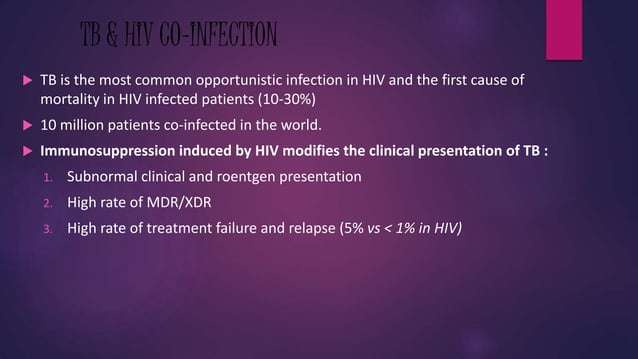 TB & HIV CO-INFECTION
TB is the most common opportunistic infection in HIV and the first cause of
mortality in HIV infected patients (10-30%)
10 million patients co-infected in the world.
Immunosuppression induced by HIV modifies the clinical presentation of TB :
1. Subnormal clinical and roentgen presentation
2. High rate of MDR/XDR
3. High rate of treatment failure and relapse (5% vs < 1% in HIV)